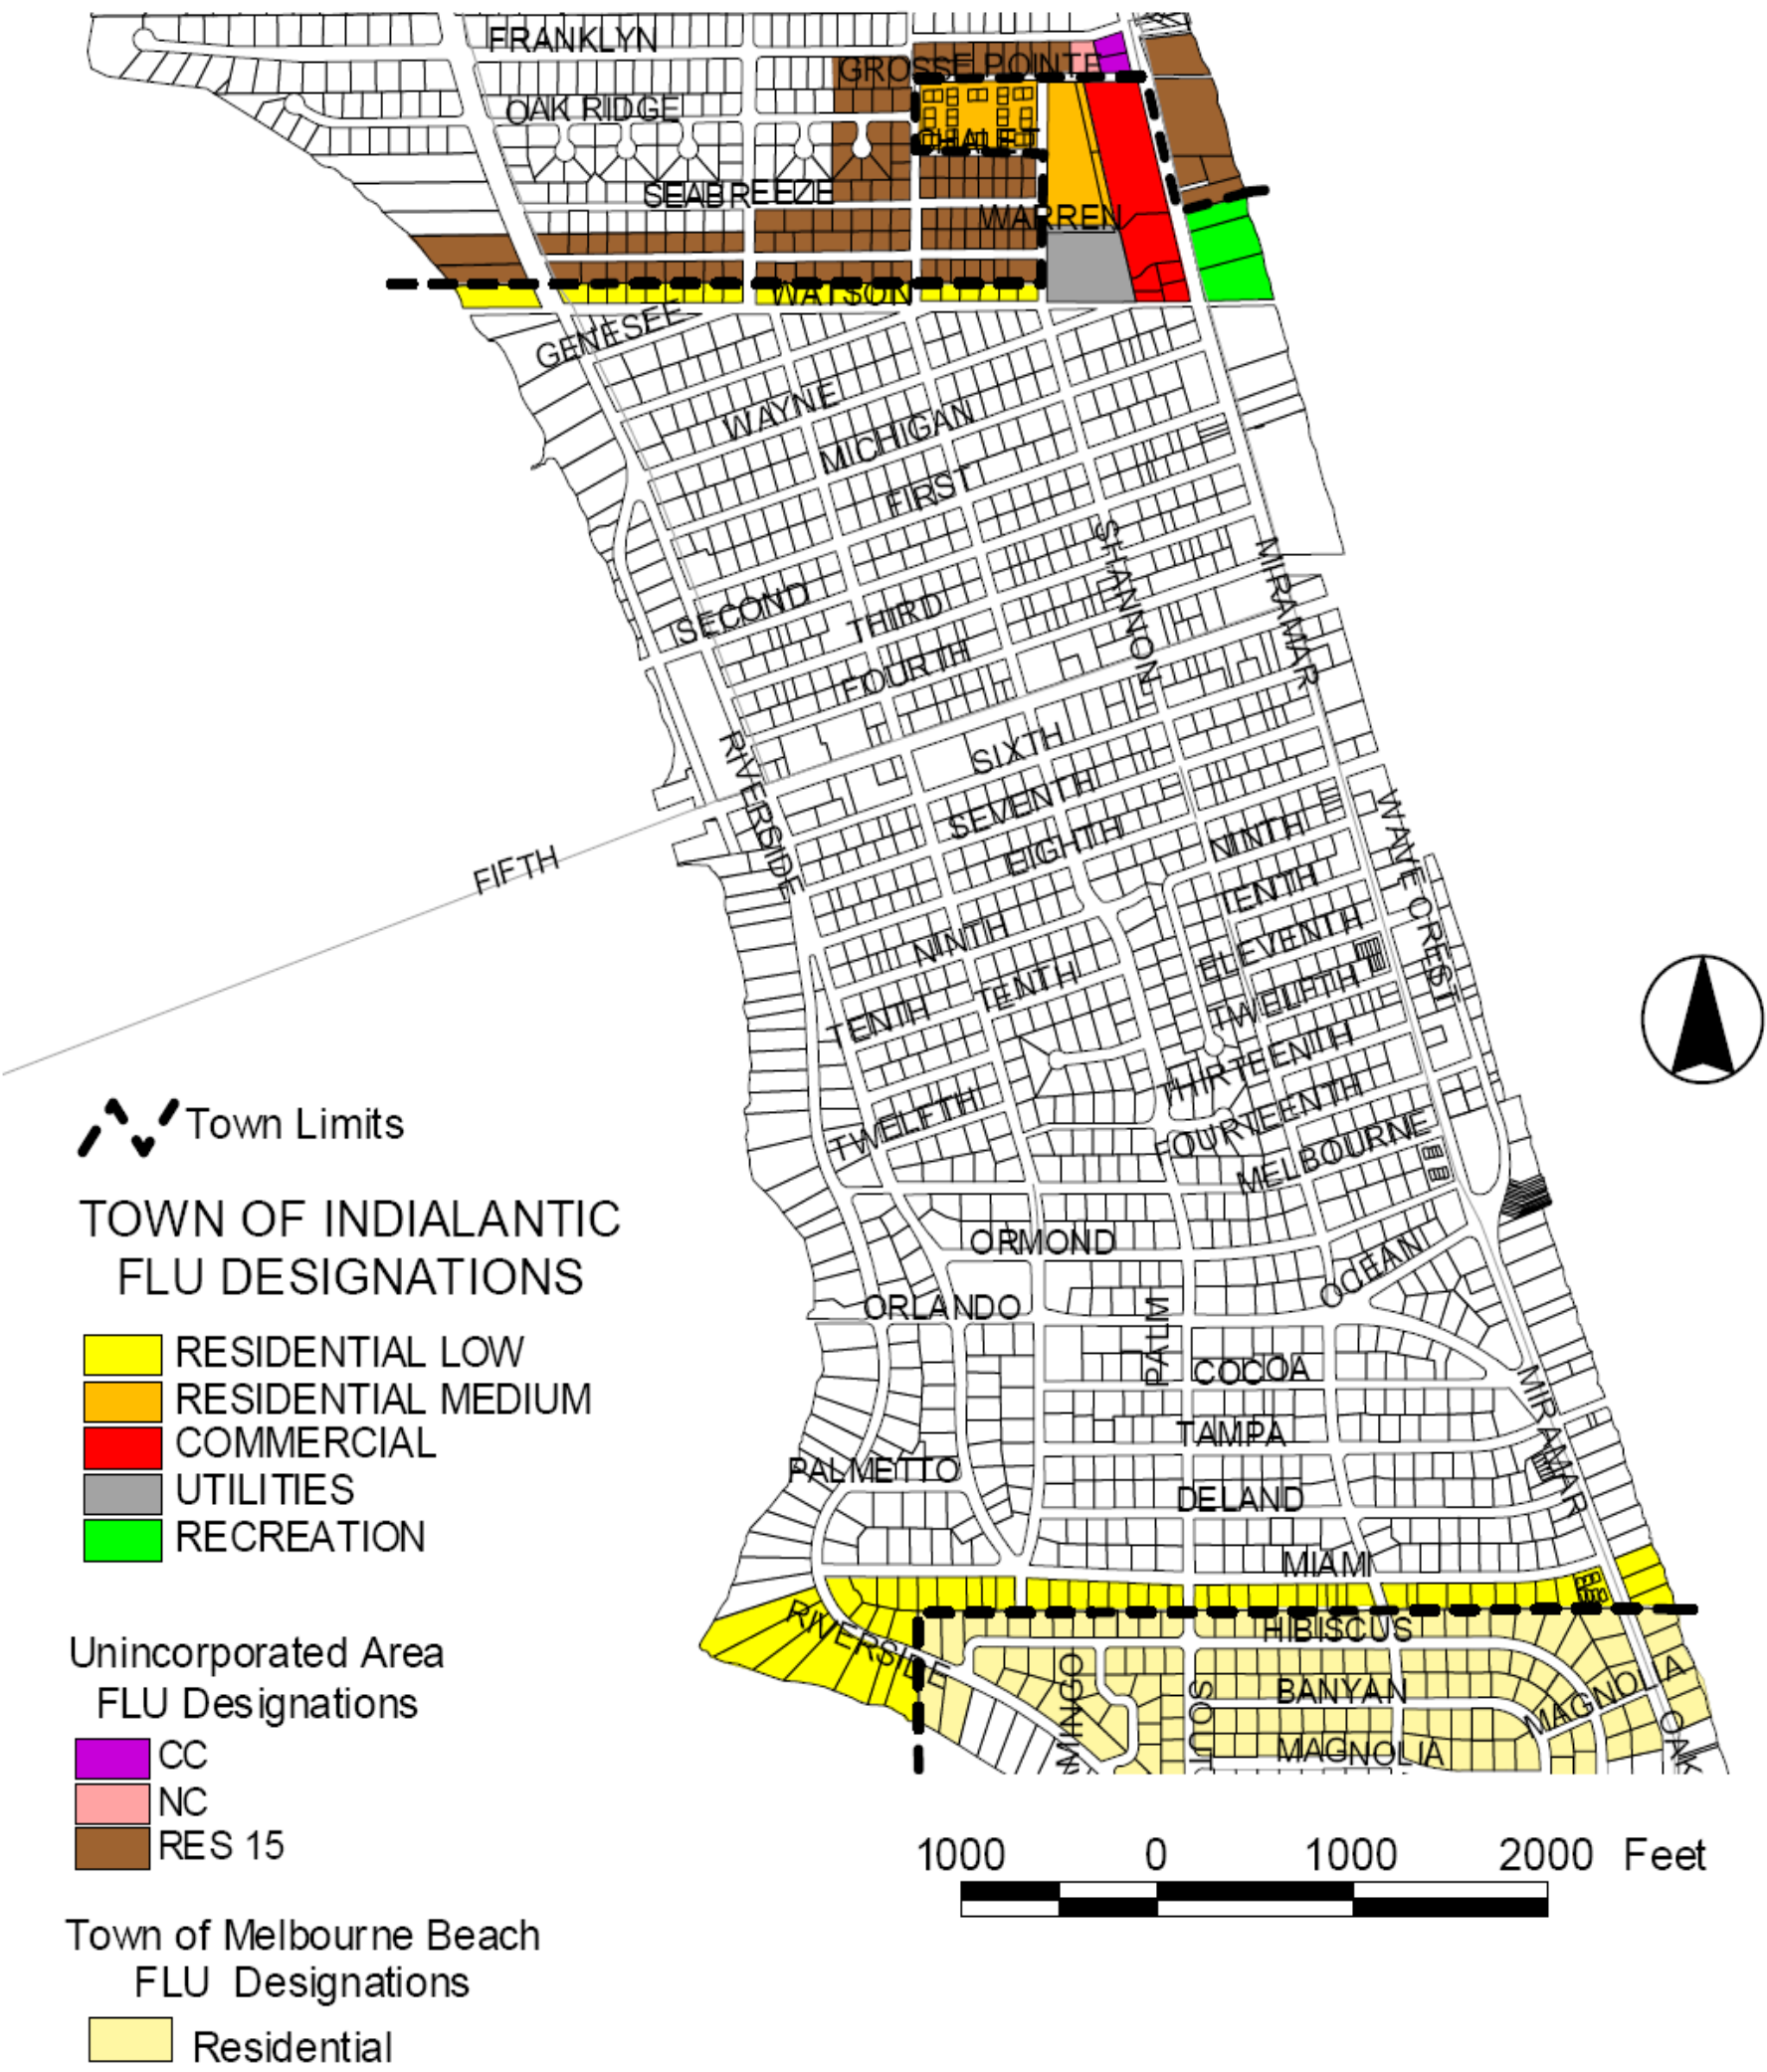 FRANKLYN
GROSSE POINTE
OAK RIDGE
CHALET
SEABREEZE
WARREN
WATSON
GENESEE
WAYNE
MICHIGAN
FIRST
SHANNON
MIRAMAR
SECOND
THIRD
FOURTH
SIXTH
RIVERSIDE
SEVENTH
EIGHTH
NINTH
WAVE CREST
FIFTH
TENTH
ELEVENTH
NINTH
TENTH
TWELFTH
TENTH
THIRTEENTH
TWELFTH
FOURTEENTH
MELBOURNE
ORMOND
OCEAN
ORLANDO
PALM
COCOA
MIRAMAR
TAMPA
PALMETTO
DELAND
MIAMI
RIVERSIDE
HIBISCUS
MINGO
BANYAN
MAGNOLIA
MAGNOLIA
OAK
Town Limits
TOWN OF INDIALANTIC
FLU DESIGNATIONS
RESIDENTIAL LOW
RESIDENTIAL MEDIUM
COMMERCIAL
UTILITIES
RECREATION
Unincorporated Area
FLU Designations
CC
NC
RES 15
Town of Melbourne Beach
FLU Designations
Residential
1000 0 1000 2000 Feet